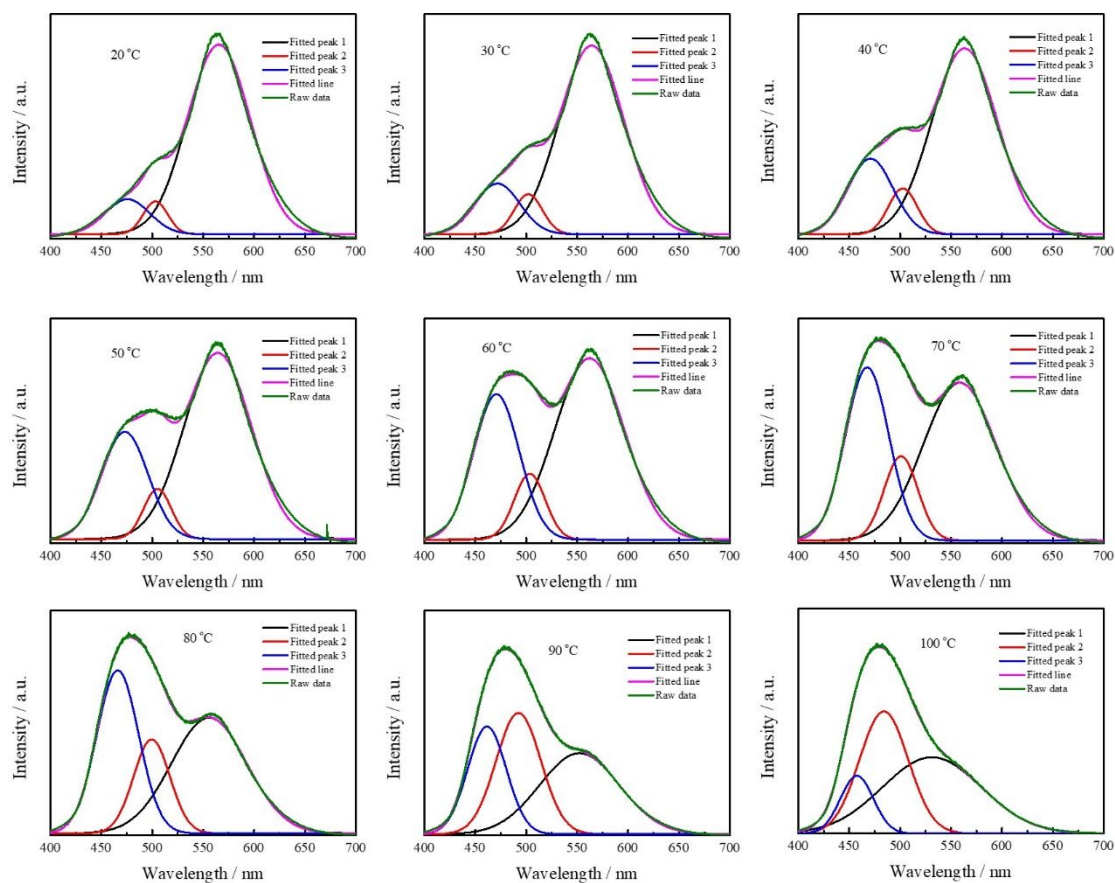 20 °C
Fitted peak 1
Fitted peak 2
Fitted peak 3
Fitted line
Raw data
Intensity / a.u.
400 450 500 550 600 650 700
Wavelength / nm
30 °C
Fitted peak 1
Fitted peak 2
Fitted peak 3
Fitted line
Raw data
Intensity / a.u.
400 450 500 550 600 650 700
Wavelength / nm
40 °C
Fitted peak 1
Fitted peak 2
Fitted peak 3
Fitted line
Raw data
Intensity / a.u.
400 450 500 550 600 650 700
Wavelength / nm
50 °C
Fitted peak 1
Fitted peak 2
Fitted peak 3
Fitted line
Raw data
Intensity / a.u.
400 450 500 550 600 650 700
Wavelength / nm
60 °C
Fitted peak 1
Fitted peak 2
Fitted peak 3
Fitted line
Raw data
Intensity / a.u.
400 450 500 550 600 650 700
Wavelength / nm
70 °C
Fitted peak 1
Fitted peak 2
Fitted peak 3
Fitted line
Raw data
Intensity / a.u.
400 450 500 550 600 650 700
Wavelength / nm
80 °C
Fitted peak 1
Fitted peak 2
Fitted peak 3
Fitted line
Raw data
Intensity / a.u.
400 450 500 550 600 650 700
Wavelength / nm
90 °C
Fitted peak 1
Fitted peak 2
Fitted peak 3
Fitted line
Raw data
Intensity / a.u.
400 450 500 550 600 650 700
Wavelength / nm
100 °C
Fitted peak 1
Fitted peak 2
Fitted peak 3
Fitted line
Raw data
Intensity / a.u.
400 450 500 550 600 650 700
Wavelength / nm